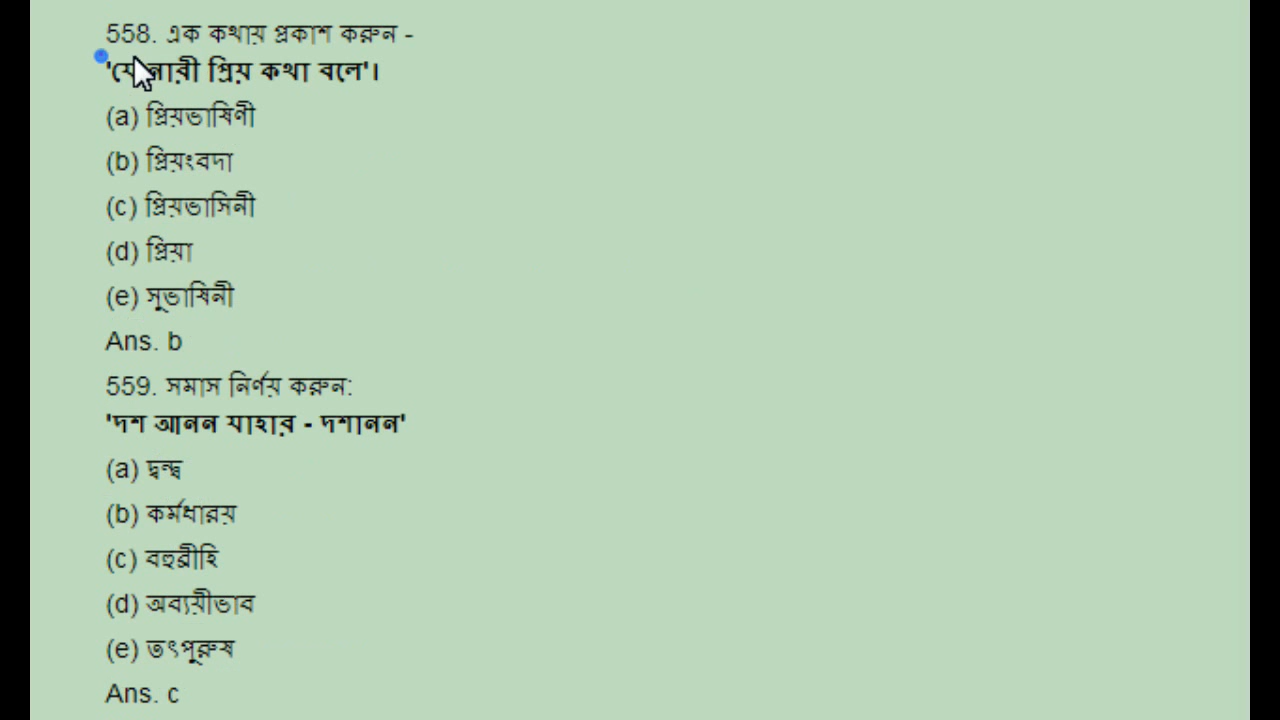 558. এক কথায় প্রকাশ করুন -
'যে নারী প্রিয় কথা বলে'।
(a) প্রিয়ভাষিণী
(b) প্রিয়ংবদা
(c) প্রিয়ভাসিনী
(d) প্রিয়া
(e) সুভাষিনী
Ans. b
559. সমাস নির্ণয় করুন:
'দশ আনন যাহার - দশানন'
(a) দ্বন্দ্ব
(b) কর্মধারয়
(c) বহুব্রীহি
(d) অব্যয়ীভাব
(e) তৎপুরুষ
Ans. c